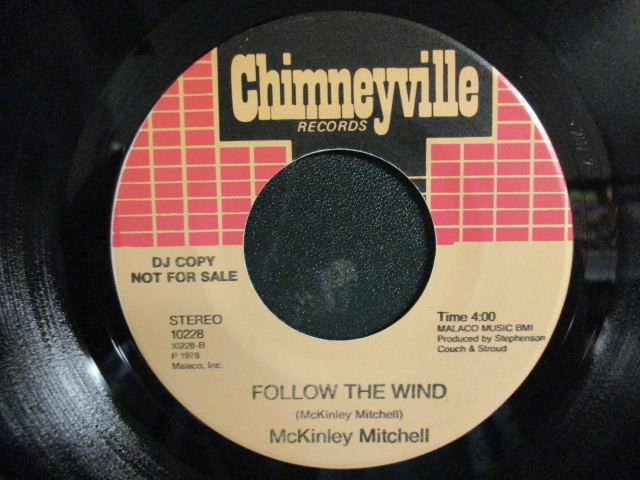 Chimneyville
RECORDS
DJ COPY
NOT FOR SALE
STEREO
10228
10228-B
P 1978
Malaco, Inc.
Time 4:00
MALACO MUSIC BMI
Produced by Stephenson
Couch & Stroud
FOLLOW THE WIND
(McKinley Mitchell)
McKinley Mitchell